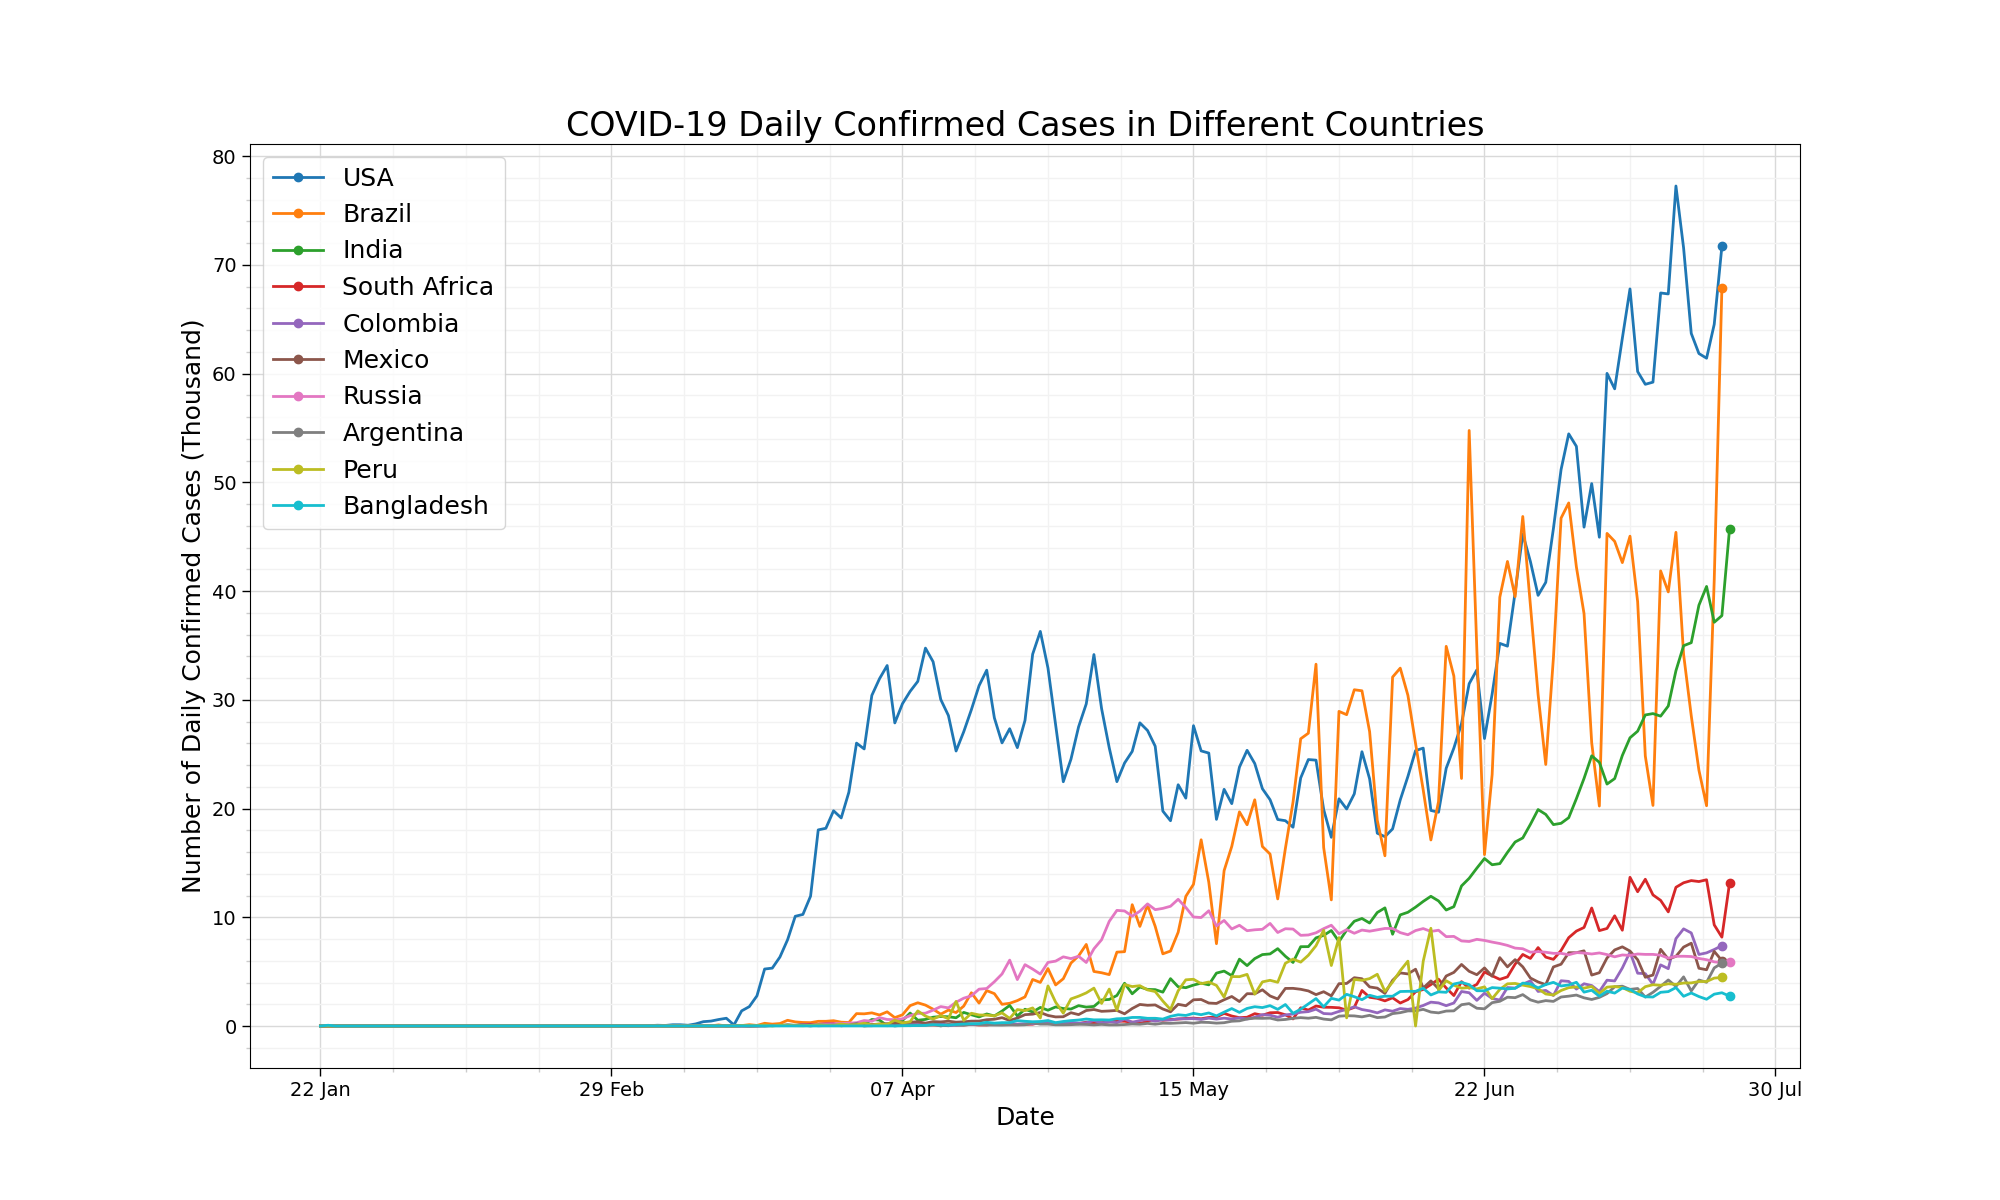 COVID-19 Daily Confirmed Cases in Different Countries
Number of Daily Confirmed Cases (Thousand)
80
70
60
50
40
30
20
10
0
USA
Brazil
India
South Africa
Colombia
Mexico
Russia
Argentina
Peru
Bangladesh
22 Jan
29 Feb
07 Apr
15 May
22 Jun
30 Jul
Date